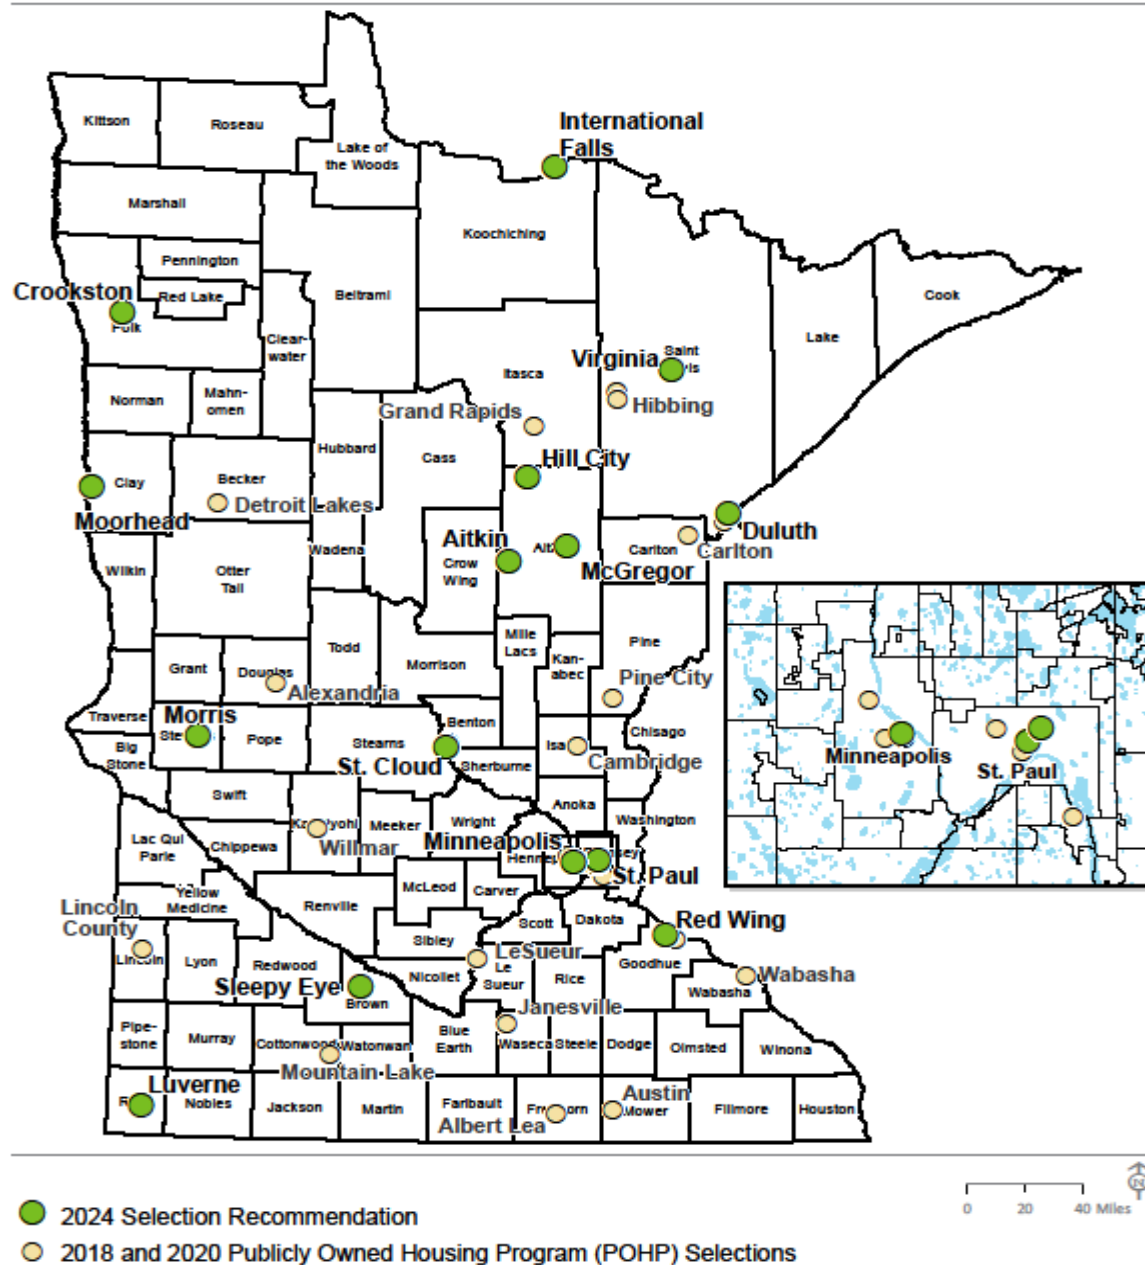 Kittson
Roseau
Lake of
the Woods
International
Falls
Marshall
Koochiching
Pennington
Crookston
Red Lake
Polk
Beltrami
Cook
Lake
Clear-
water
Virginia
Saint
Itasca
Norman
Mahn-
omen
Hibbing
Grand Rapids
Hubbard
Cass
Hill City
Clay
Becker
Detroit Lakes
Moorhead
Duluth
Aitkin
Wadena
Carlton
Carlton
Crow
Wing
McGregor
Wilkin
Otter
Tail
Mille
Lacs
Pine
Todd
Morrison
Kan-
abec
Grant
Douglas
Pine City
Alexandria
Traverse
Morris
Benton
Chisago
Pope
Stearns
Big
Stone
St. Cloud
Sherburne
Cambridge
Minneapolis
St. Paul
Swift
Anoka
Wright
Washington
Meeker
Lac Qui
Parle
Chippewa
Willmar
Minneapolis
St. Paul
McLeod
Carver
Yellow
Medicine
Renville
Lincoln
County
Scott
Dakota
Red Wing
Sibley
Lincoln
Lyon
Redwood
LeSueur
Nicollet
Le
Sueur
Rice
Goodhue
Wabasha
Wabasha
Sleepy Eye
Brown
Janesville
Pipe-
stone
Murray
Cottonwood
Watonwan
Blue
Earth
Waseca
Steele
Dodge
Olmsted
Winona
Mountain Lake
Luverne
Nobles
Jackson
Martin
Faribault
Austin
Mower
Fillmore
Houston
Albert Lea
N
0 20 40 Miles
2024 Selection Recommendation
2018 and 2020 Publicly Owned Housing Program (POHP) Selections